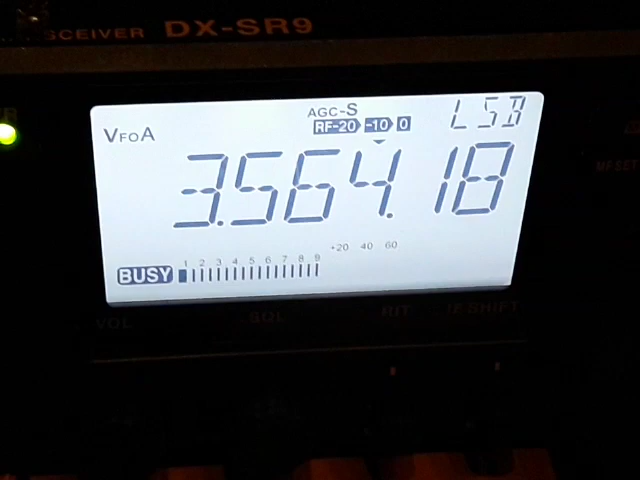 SCEIVER DX-SR9
AGC-S
LSB
VFOA
RF-20 -10 0
3.564.18
+20 40 60
1 2 3 4 5 6 7 8 9
BUSY
VOL SQL RIT IF SHIFT